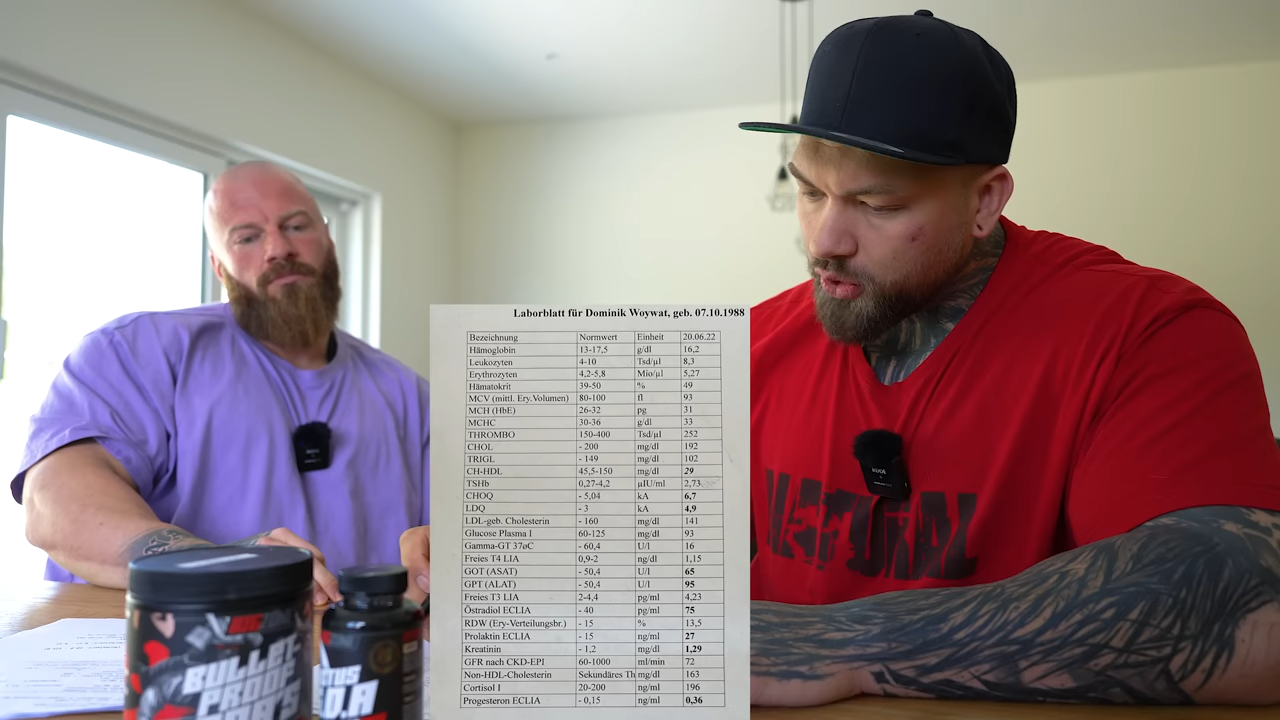 Laborblatt für Dominik Woywat, geb. 07.10.1988
Bezeichnung Normwert Einheit 20.06.22
Hämoglobin 13-17,5 g/dl 16,2
Leukozyten 4-10 Tsd/µl 8,3
Erythrozyten 4,2-5,8 Mio/µl 5,27
Hämatokrit 39-50 % 49
MCV (mittl. Ery.Volumen) 80-100 fl 93
MCH (HbE) 26-32 pg 31
MCHC 30-36 g/dl 33
THROMBO 150-400 Tsd/µl 252
CHOL - 200 mg/dl 192
TRIGL - 149 mg/dl 102
CH-HDL 45,5-150 mg/dl 29
TSHb 0,27-4,2 µIU/ml 2,73
CHOQ - 5,04 kA 6,7
LDQ - 3 kA 4,9
LDL-geb. Cholesterin - 160 mg/dl 141
Glucose Plasma I 60-125 mg/dl 93
Gamma-GT 37øC - 60,4 U/l 16
Freies T4 LIA 0,9-2 ng/dl 1,15
GOT (ASAT) - 50,4 U/l 65
GPT (ALAT) - 50,4 U/l 95
Freies T3 LIA 2-4,4 pg/ml 4,23
Östradiol ECLIA - 40 pg/ml 75
RDW (Ery-Verteilungsbr.) - 15 % 13,5
Prolaktin ECLIA - 15 ng/ml 27
Kreatinin - 1,2 mg/dl 1,29
GFR nach CKD-EPI 60-1000 ml/min 72
Non-HDL-Cholesterin Sekundäres Th mg/dl 163
Cortisol I 20-200 ng/ml 196
Progesteron ECLIA - 0,15 ng/ml 0,36
BULLET
PROOF